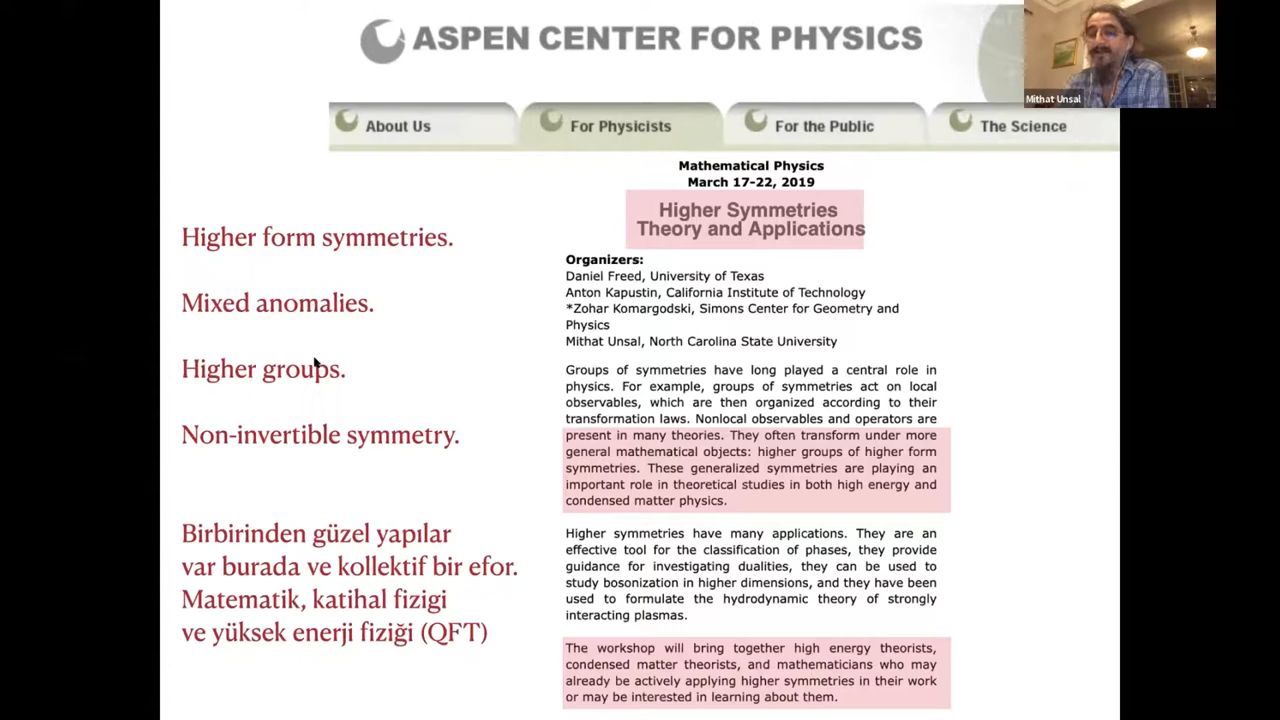 ASPEN CENTER FOR PHYSICS
Mithat Unsal
About Us
For Physicists
For the Public
The Science
Mathematical Physics
March 17-22, 2019
Higher Symmetries
Theory and Applications
Organizers:
Daniel Freed, University of Texas
Anton Kapustin, California Institute of Technology
*Zohar Komargodski, Simons Center for Geometry and
Physics
Mithat Unsal, North Carolina State University
Groups of symmetries have long played a central role in
physics. For example, groups of symmetries act on local
observables, which are then organized according to their
transformation laws. Nonlocal observables and operators are
present in many theories. They often transform under more
general mathematical objects: higher groups of higher form
symmetries. These generalized symmetries are playing an
important role in theoretical studies in both high energy and
condensed matter physics.
Higher symmetries have many applications. They are an
effective tool for the classification of phases, they provide
guidance for investigating dualities, they can be used to
study bosonization in higher dimensions, and they have been
used to formulate the hydrodynamic theory of strongly
interacting plasmas.
The workshop will bring together high energy theorists,
condensed matter theorists, and mathematicians who may
already be actively applying higher symmetries in their work
or may be interested in learning about them.
Higher form symmetries.
Mixed anomalies.
Higher groups.
Non-invertible symmetry.
Birbirinden güzel yapılar
var burada ve kollektif bir efor.
Matematik, katihal fizigi
ve yüksek enerji fiziği (QFT)